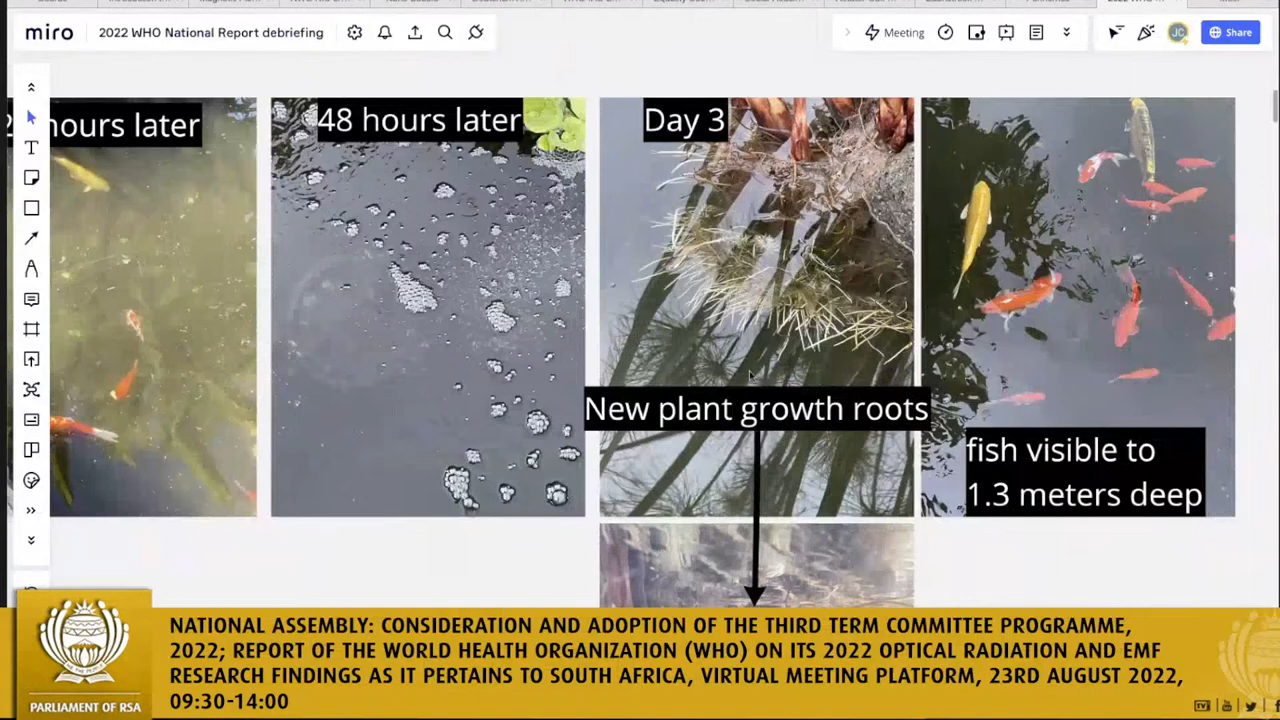 miro
2022 WHO National Report debriefing
Meeting
JC
Share
hours later
48 hours later
Day 3
New plant growth roots
fish visible to
1.3 meters deep
NATIONAL ASSEMBLY: CONSIDERATION AND ADOPTION OF THE THIRD TERM COMMITTEE PROGRAMME,
2022; REPORT OF THE WORLD HEALTH ORGANIZATION (WHO) ON ITS 2022 OPTICAL RADIATION AND EMF
RESEARCH FINDINGS AS IT PERTAINS TO SOUTH AFRICA, VIRTUAL MEETING PLATFORM, 23RD AUGUST 2022,
09:30-14:00
PARLIAMENT OF RSA